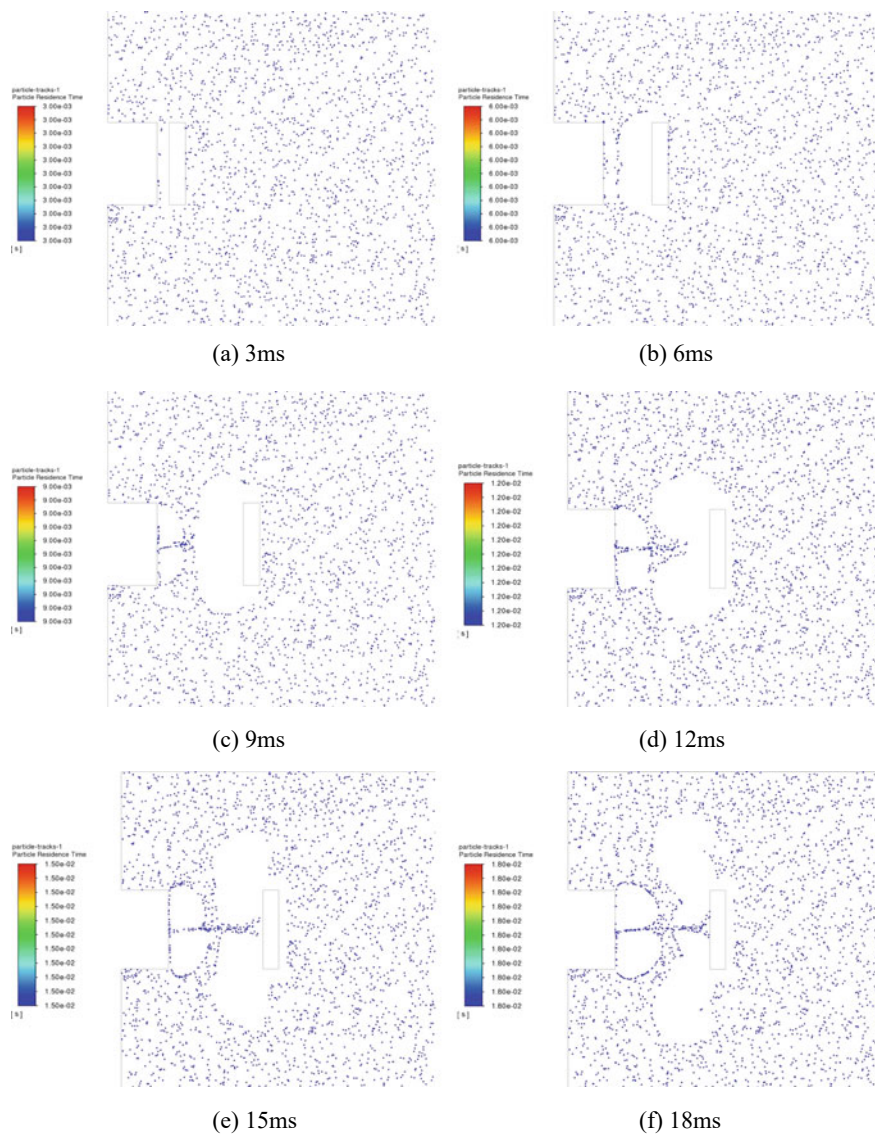 particle-tracks-1
Particle Residence Time
3.00e-03
3.00e-03
3.00e-03
3.00e-03
3.00e-03
3.00e-03
3.00e-03
3.00e-03
3.00e-03
3.00e-03
3.00e-03
[s]
(a) 3ms
particle-tracks-1
Particle Residence Time
6.00e-03
6.00e-03
6.00e-03
6.00e-03
6.00e-03
6.00e-03
6.00e-03
6.00e-03
6.00e-03
6.00e-03
6.00e-03
[s]
(b) 6ms
particle-tracks-1
Particle Residence Time
9.00e-03
9.00e-03
9.00e-03
9.00e-03
9.00e-03
9.00e-03
9.00e-03
9.00e-03
9.00e-03
9.00e-03
9.00e-03
[s]
(c) 9ms
particle-tracks-1
Particle Residence Time
1.20e-02
1.20e-02
1.20e-02
1.20e-02
1.20e-02
1.20e-02
1.20e-02
1.20e-02
1.20e-02
1.20e-02
1.20e-02
[s]
(d) 12ms
particle-tracks-1
Particle Residence Time
1.50e-02
1.50e-02
1.50e-02
1.50e-02
1.50e-02
1.50e-02
1.50e-02
1.50e-02
1.50e-02
1.50e-02
1.50e-02
[s]
(e) 15ms
particle-tracks-1
Particle Residence Time
1.80e-02
1.80e-02
1.80e-02
1.80e-02
1.80e-02
1.80e-02
1.80e-02
1.80e-02
1.80e-02
1.80e-02
1.80e-02
[s]
(f) 18ms